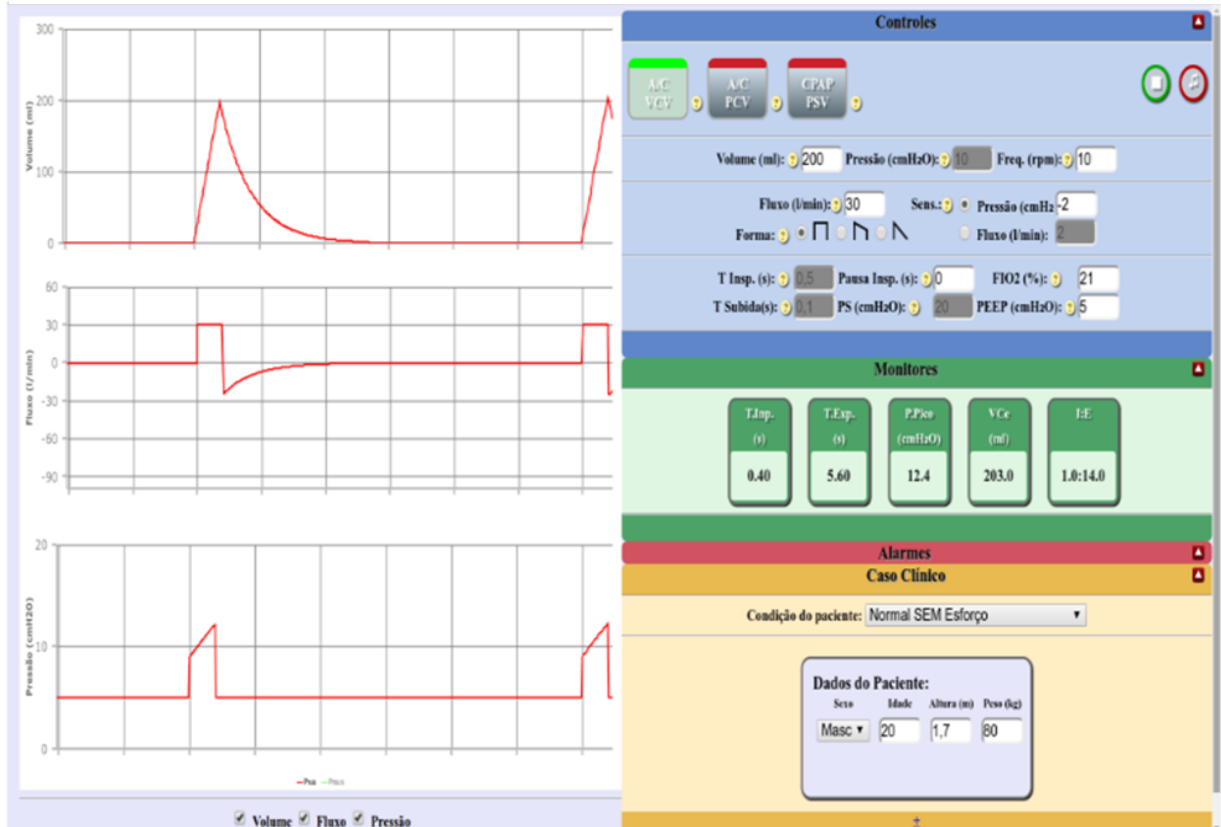 300
200
100
0
Volume (ml)
60
30
0
-30
-60
-90
Fluxo (l/min)
20
10
0
Pressão (cmH2O)
Volume Fluxo Pressão
Controles
A/C VCV
A/C PCV
CPAP PSV
Volume (ml): ? 200 Pressão (cmH2O): ? 10 Freq. (rpm): ? 10
Fluxo (l/min): ? 30 Sens.: ? Pressão (cmH2 -2
Forma: ? Fluxo (l/min): 2
T Insp. (s): ? 0,5 Pausa Insp. (s): ? 0 FIO2 (%): ? 21
T Subida(s): ? 0,1 PS (cmH2O): ? 20 PEEP (cmH2O): ? 5
Monitores
T.Inp. (s) 0.40
T.Exp. (s) 5.60
P.Pico (cmH2O) 12.4
VCe (ml) 203.0
I:E 1.0:14.0
Alarmes
Caso Clínico
Condição do paciente: Normal SEM Esforço
Dados do Paciente:
Sexo Idade Altura (m) Peso (kg)
Masc 20 1,7 80
±